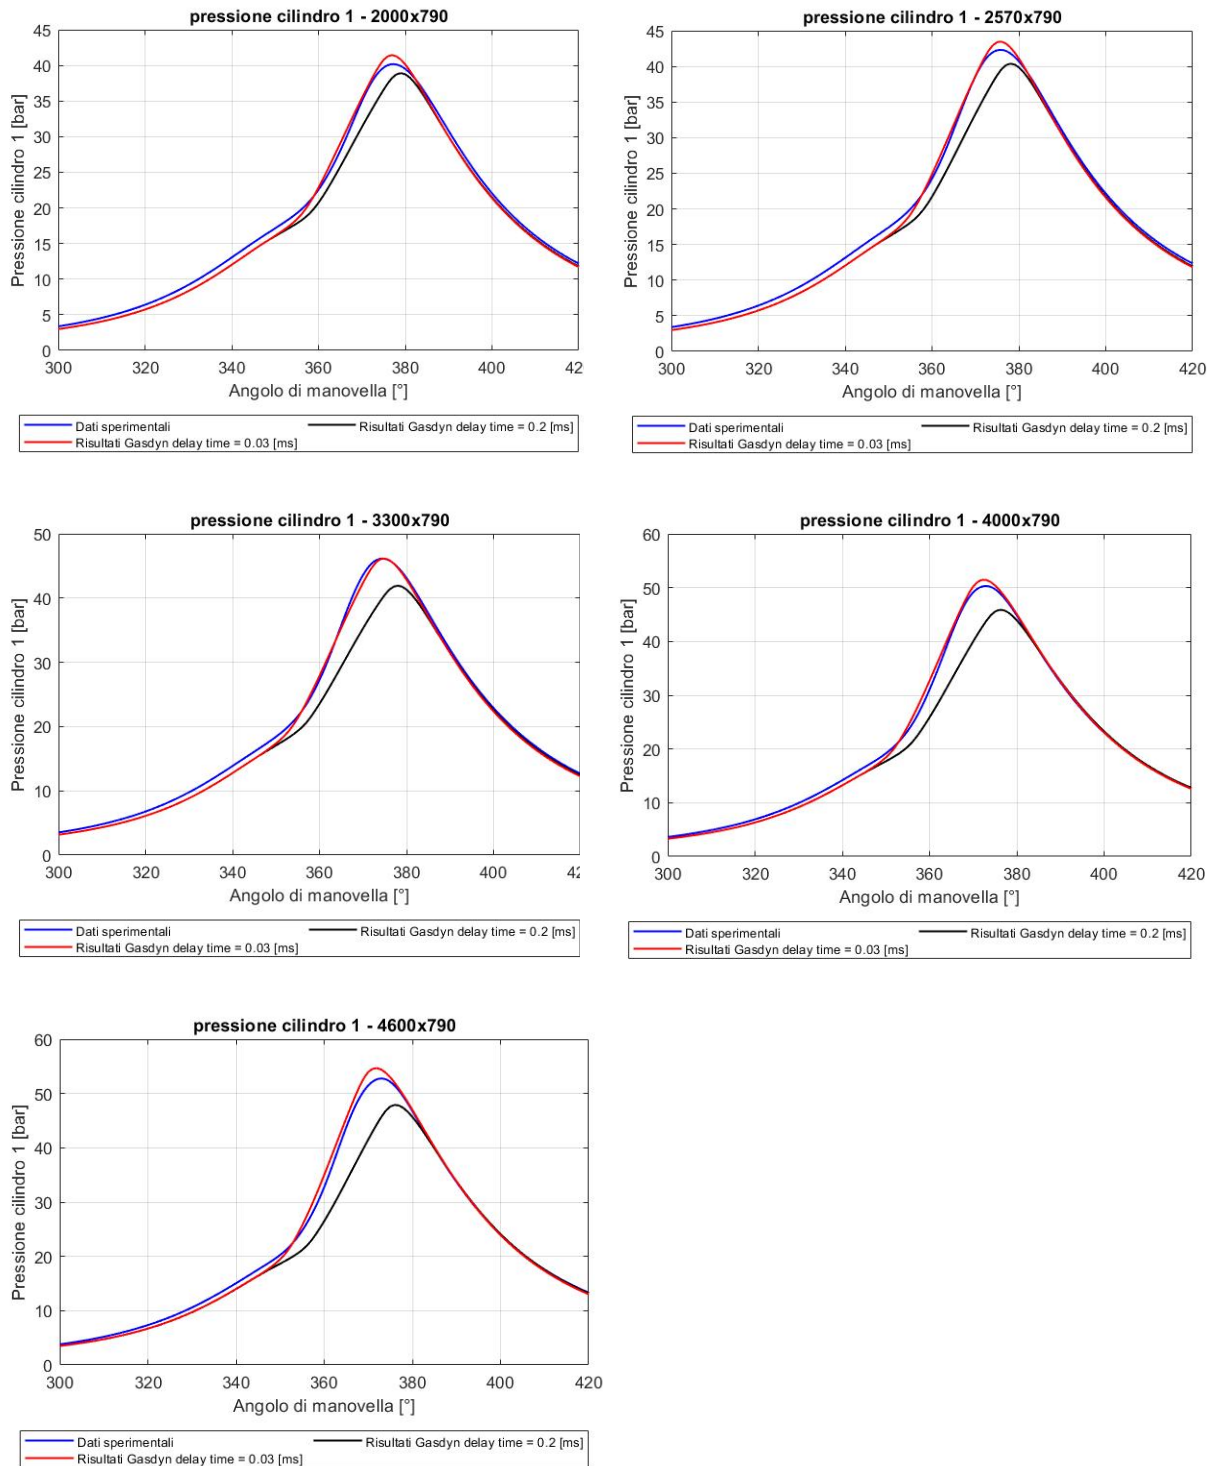 pressione cilindro 1 - 2000x790
45
40
35
30
25
20
15
10
5
0
Pressione cilindro 1 [bar]
300 320 340 360 380 400 42
Angolo di manovella [°]
Dati sperimentali
Risultati Gasdyn delay time = 0.2 [ms]
Risultati Gasdyn delay time = 0.03 [ms]
pressione cilindro 1 - 2570x790
45
40
35
30
25
20
15
10
5
0
Pressione cilindro 1 [bar]
300 320 340 360 380 400 420
Angolo di manovella [°]
Dati sperimentali
Risultati Gasdyn delay time = 0.2 [ms]
Risultati Gasdyn delay time = 0.03 [ms]
pressione cilindro 1 - 3300x790
50
40
30
20
10
0
Pressione cilindro 1 [bar]
300 320 340 360 380 400 42
Angolo di manovella [°]
Dati sperimentali
Risultati Gasdyn delay time = 0.2 [ms]
Risultati Gasdyn delay time = 0.03 [ms]
pressione cilindro 1 - 4000x790
60
50
40
30
20
10
0
Pressione cilindro 1 [bar]
300 320 340 360 380 400 420
Angolo di manovella [°]
Dati sperimentali
Risultati Gasdyn delay time = 0.2 [ms]
Risultati Gasdyn delay time = 0.03 [ms]
pressione cilindro 1 - 4600x790
60
50
40
30
20
10
0
Pressione cilindro 1 [bar]
300 320 340 360 380 400 420
Angolo di manovella [°]
Dati sperimentali
Risultati Gasdyn delay time = 0.2 [ms]
Risultati Gasdyn delay time = 0.03 [ms]